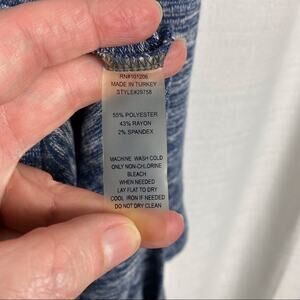 RN#101206
MADE IN TURKEY
STYLE#29758
55% POLYESTER
43% RAYON
2% SPANDEX
MACHINE WASH COLD
ONLY NON-CHLORINE
BLEACH
WHEN NEEDED
LAY FLAT TO DRY
COOL IRON IF NEEDED
DO NOT DRY CLEAN